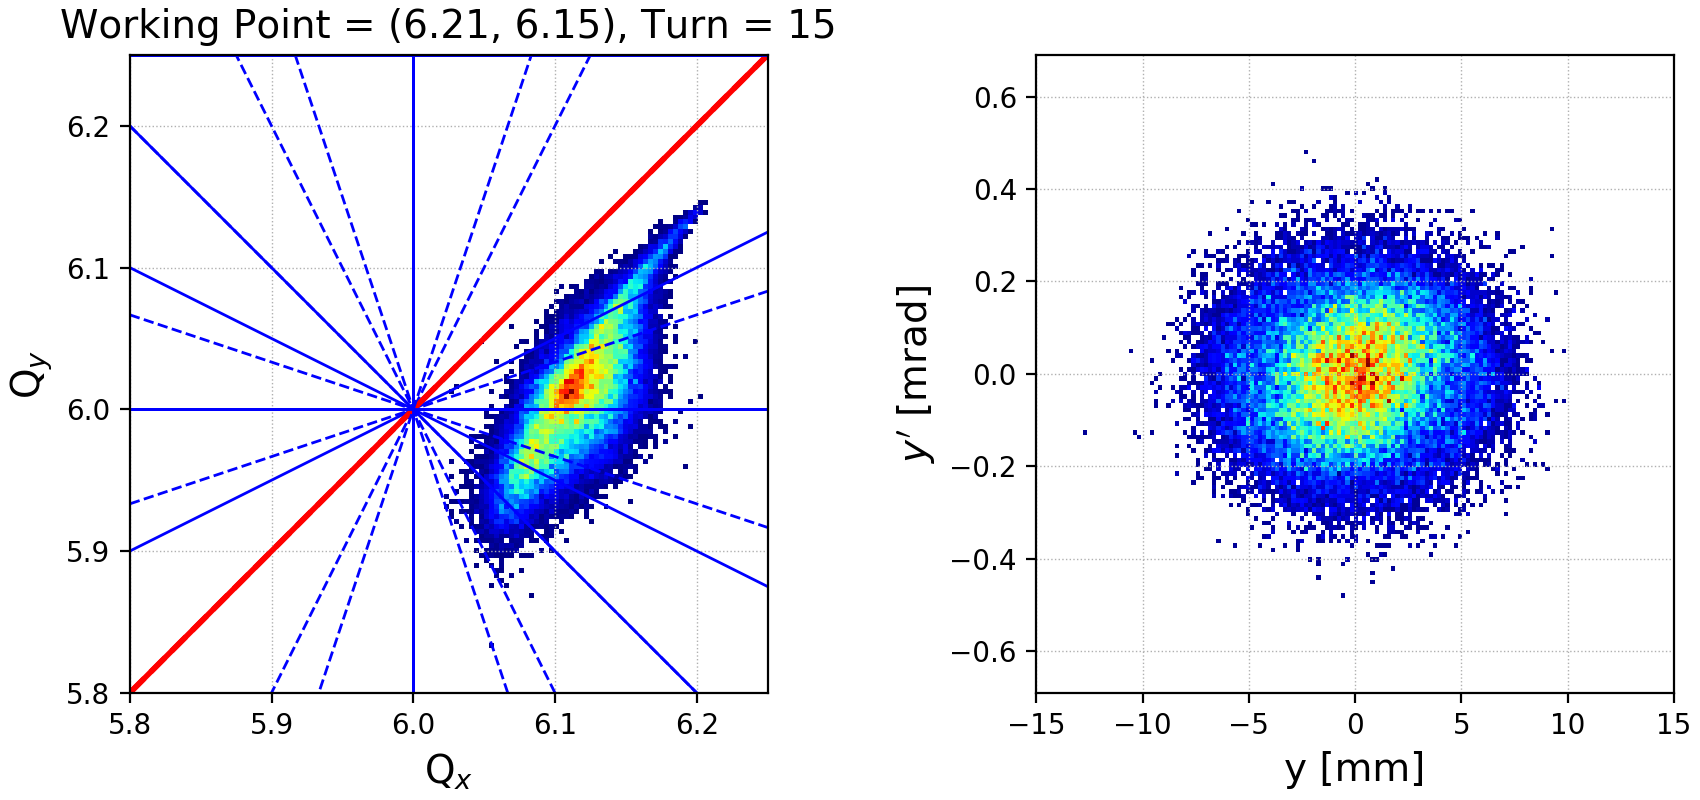 Working Point = (6.21, 6.15), Turn = 15
6.2
6.1
6.0
5.9
5.8
Q_y
5.8 5.9 6.0 6.1 6.2
Q_x
0.6
0.4
0.2
0.0
−0.2
−0.4
−0.6
y′ [mrad]
−15 −10 −5 0 5 10 15
y [mm]